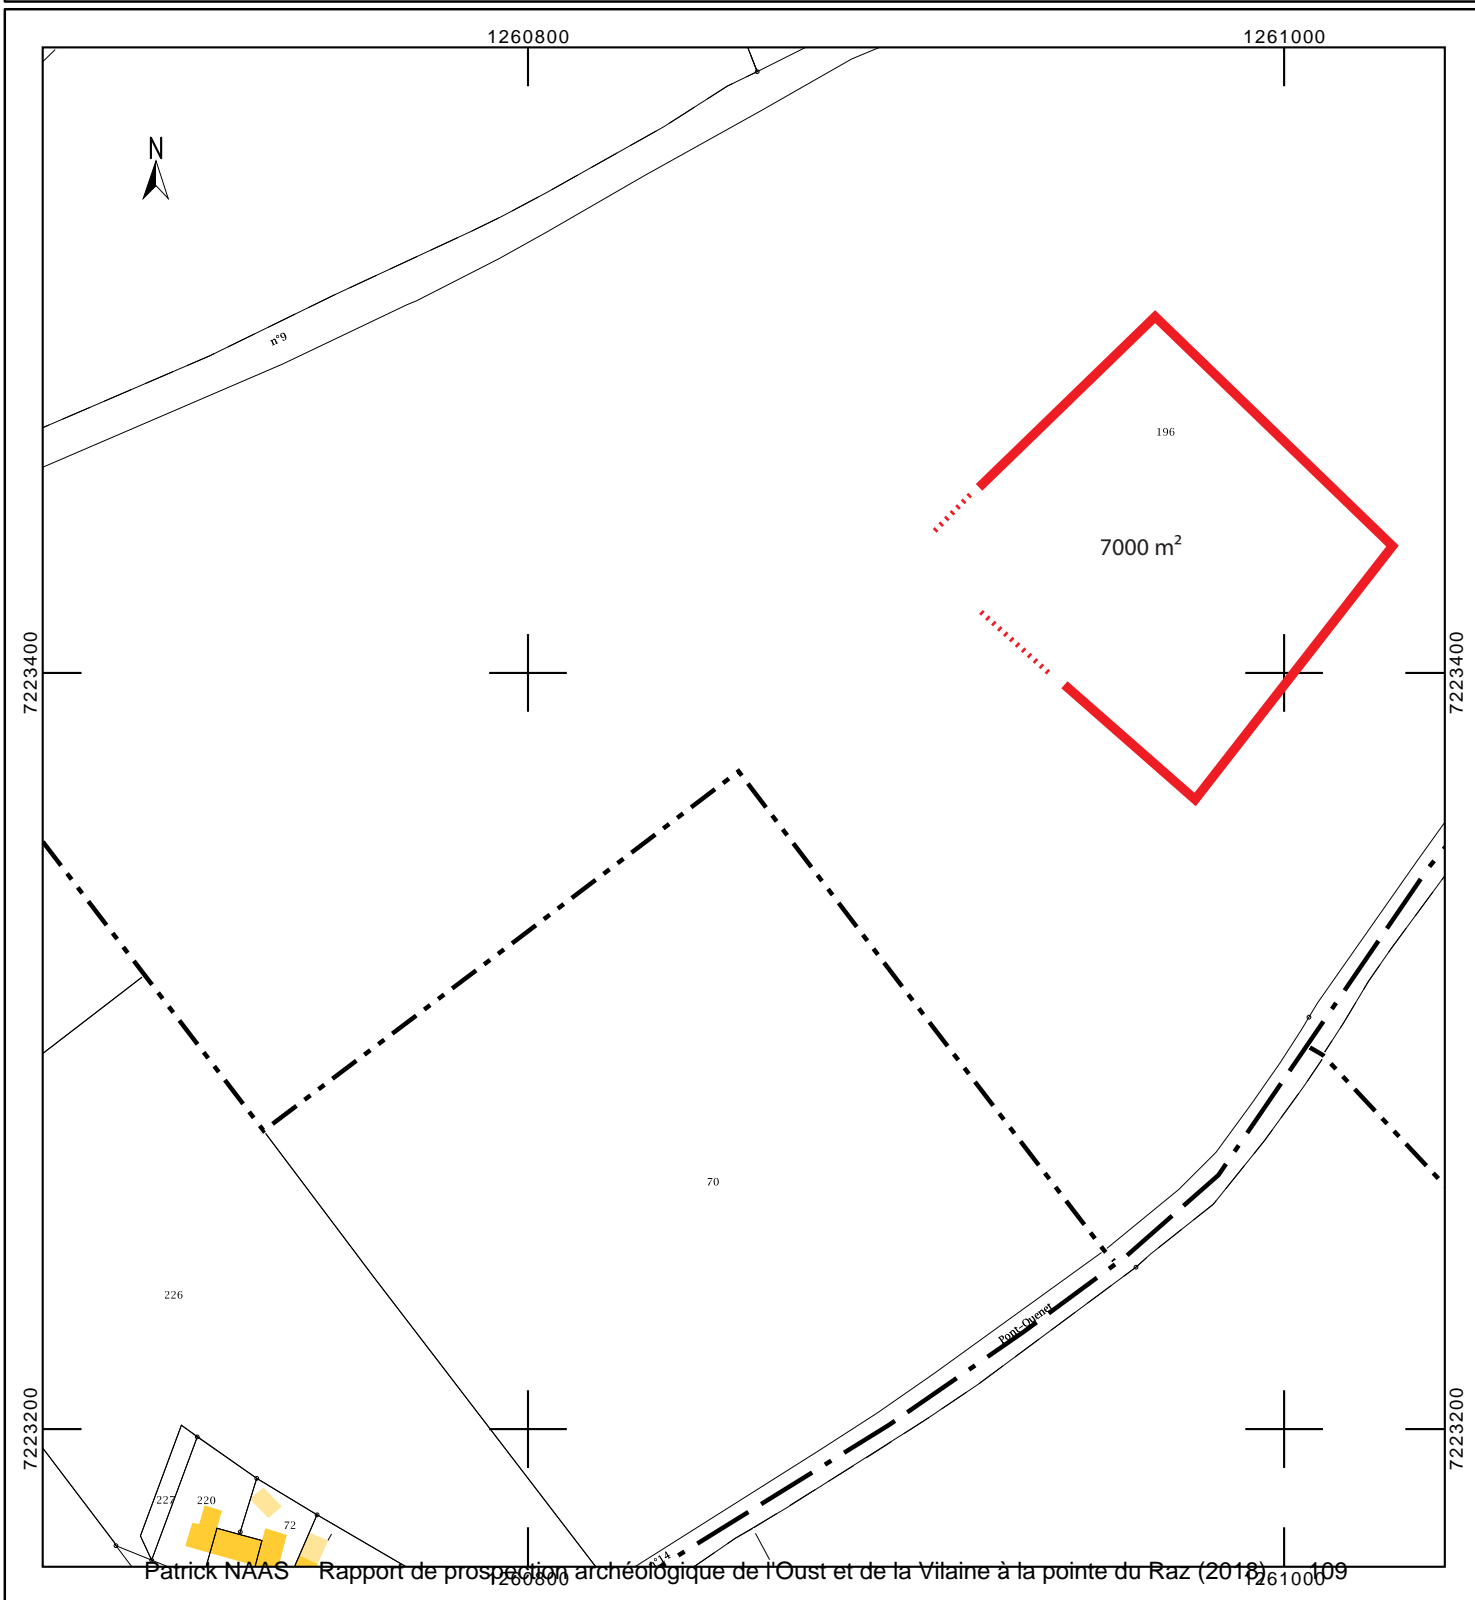 1260800 1261000
N
n°9
196
7000 m²
7223400 7223400
70
226
Pont-Quenet
7223200 7223200
227 220
72
n°14
Patrick NAAS Rapport de prospection archéologique de l'Oust et de la Vilaine à la pointe du Raz (2018) 109
1260800 1261000